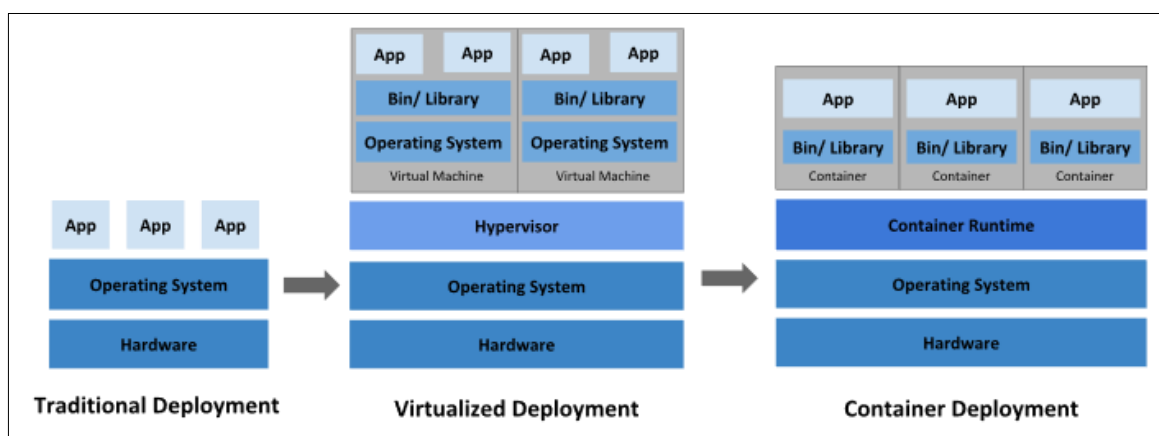 App App App
Operating System
Hardware
Traditional Deployment
App App App App
Bin/ Library Bin/ Library
Operating System Operating System
Virtual Machine Virtual Machine
Hypervisor
Operating System
Hardware
Virtualized Deployment
App App App
Bin/ Library Bin/ Library Bin/ Library
Container Container Container
Container Runtime
Operating System
Hardware
Container Deployment